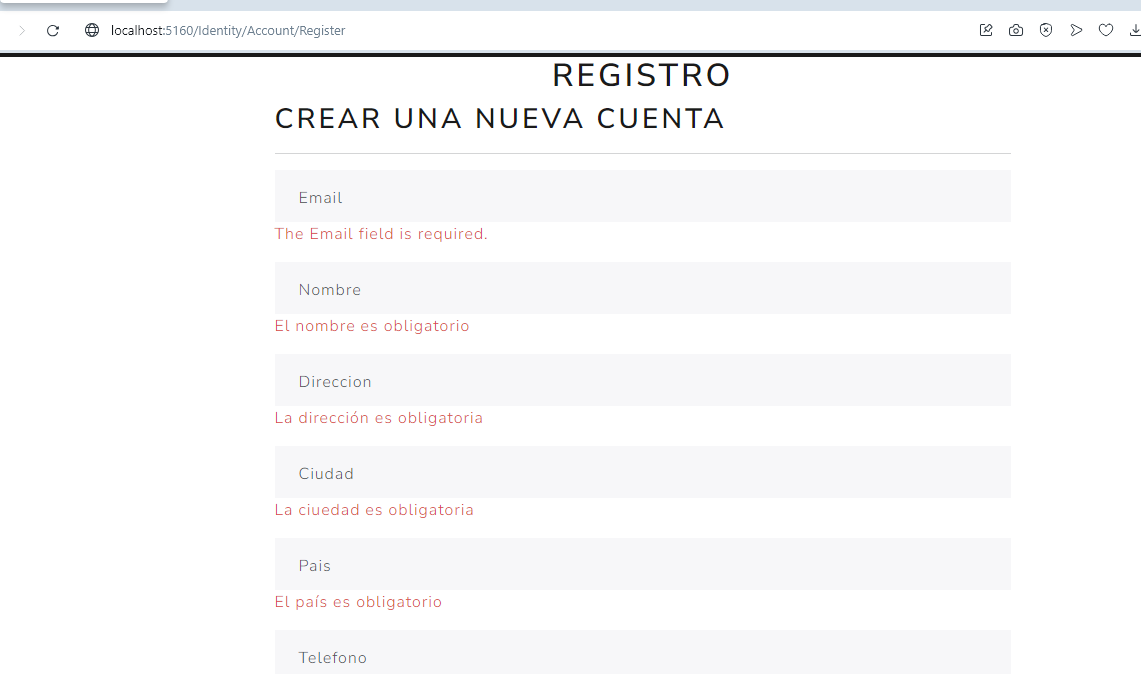 localhost:5160/Identity/Account/Register
REGISTRO
CREAR UNA NUEVA CUENTA
Email
The Email field is required.
Nombre
El nombre es obligatorio
Direccion
La dirección es obligatoria
Ciudad
La ciuedad es obligatoria
Pais
El país es obligatorio
Telefono